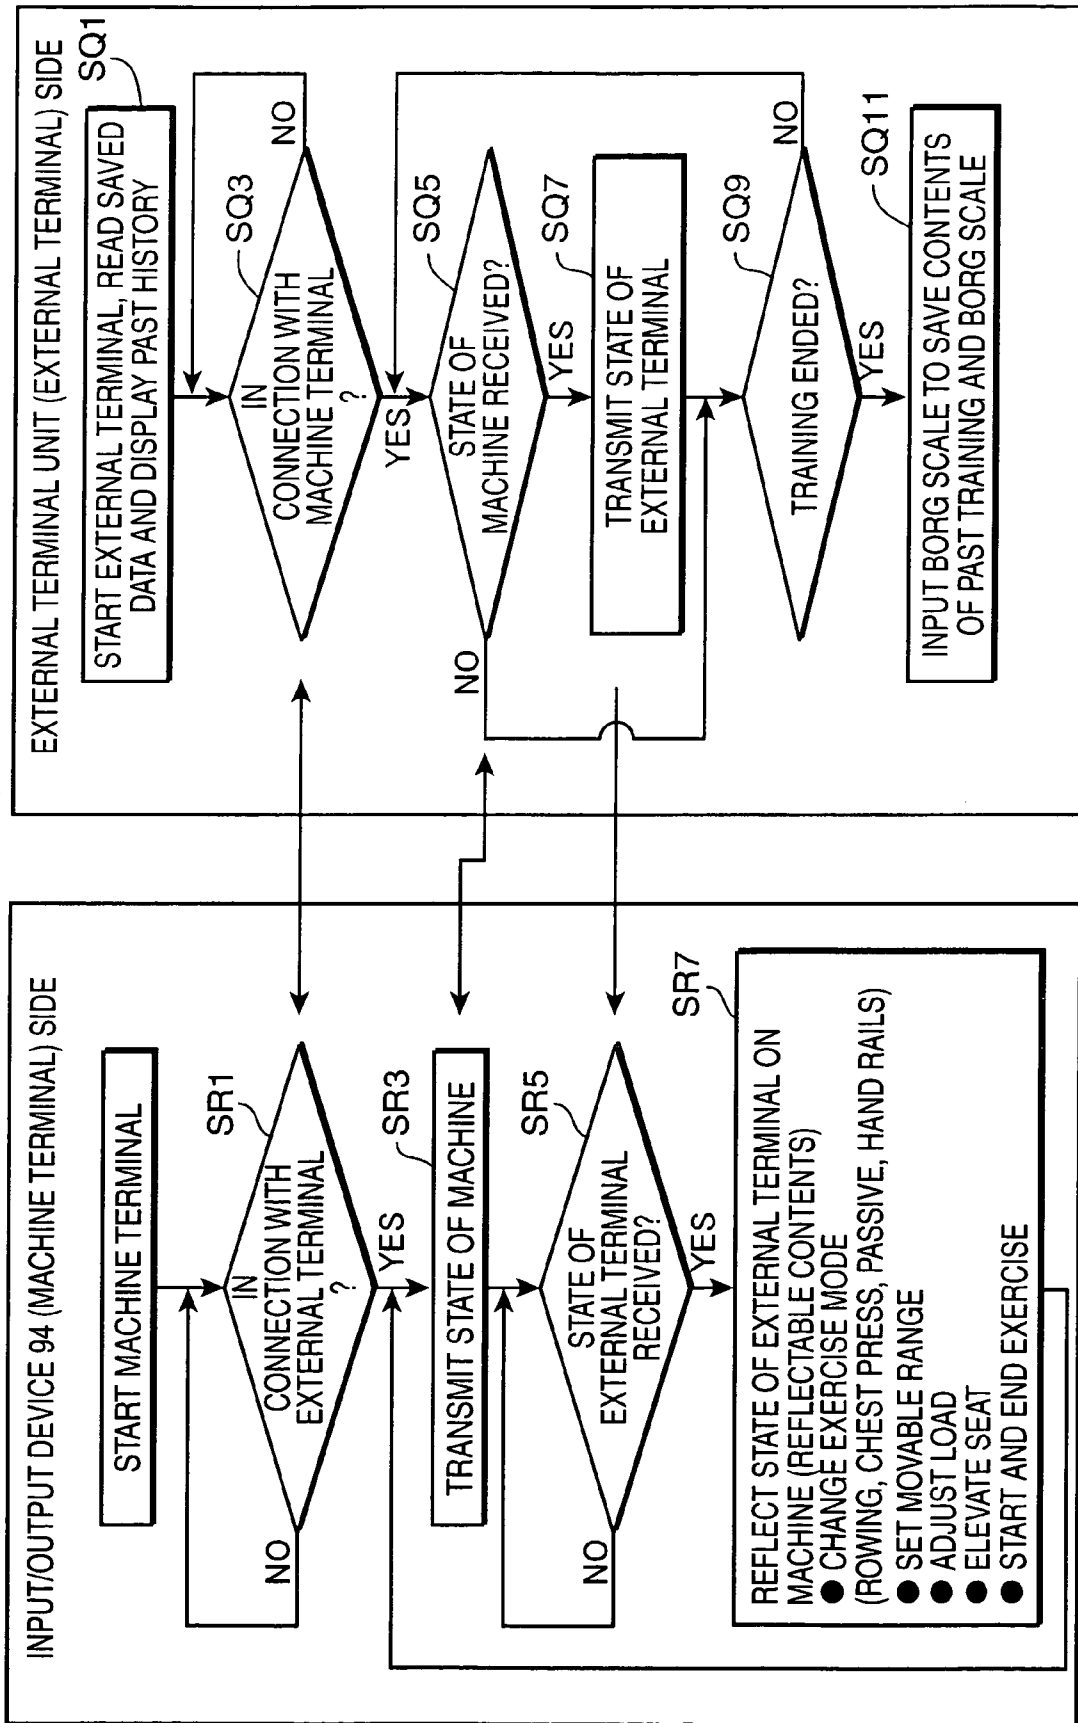 INPUT/OUTPUT DEVICE 94 (MACHINE TERMINAL) SIDE
START MACHINE TERMINAL
SR1
IN
CONNECTION WITH
EXTERNAL TERMINAL
?
NO
YES
SR3
TRANSMIT STATE OF MACHINE
SR5
STATE OF
EXTERNAL TERMINAL
RECEIVED?
NO
YES
SR7
REFLECT STATE OF EXTERNAL TERMINAL ON
MACHINE (REFLECTABLE CONTENTS)
● CHANGE EXERCISE MODE
(ROWING, CHEST PRESS, PASSIVE, HAND RAILS)
● SET MOVABLE RANGE
● ADJUST LOAD
● ELEVATE SEAT
● START AND END EXERCISE
EXTERNAL TERMINAL UNIT (EXTERNAL TERMINAL) SIDE
SQ1
START EXTERNAL TERMINAL, READ SAVED
DATA AND DISPLAY PAST HISTORY
SQ3
IN
CONNECTION WITH
MACHINE TERMINAL
?
NO
YES
SQ5
STATE OF
MACHINE RECEIVED?
NO
YES
SQ7
TRANSMIT STATE OF
EXTERNAL TERMINAL
SQ9
TRAINING ENDED?
NO
YES
SQ11
INPUT BORG SCALE TO SAVE CONTENTS
OF PAST TRAINING AND BORG SCALE